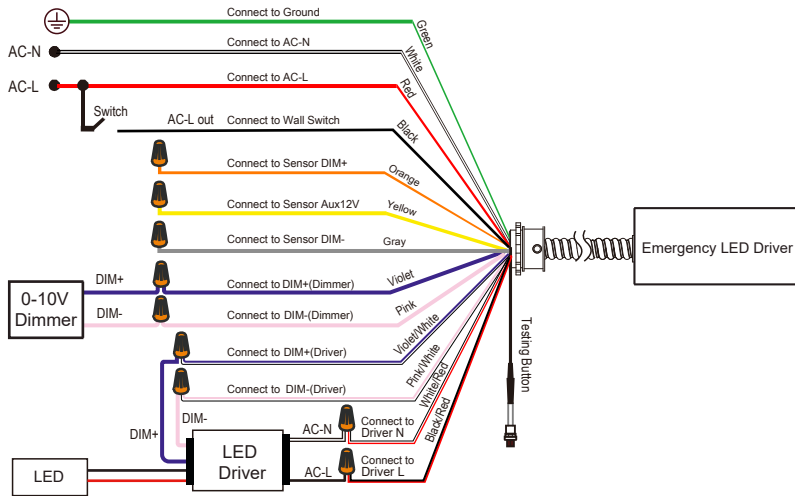 Connect to Ground
Green
AC-N
Connect to AC-N
White
AC-L
Connect to AC-L
Red
Switch
AC-L out
Connect to Wall Switch
Black
Connect to Sensor DIM+
Orange
Connect to Sensor Aux12V
Yellow
Connect to Sensor DIM-
Gray
Emergency LED Driver
0-10V
Dimmer
DIM+
Connect to DIM+(Dimmer)
Violet
DIM-
Connect to DIM-(Dimmer)
Pink
Connect to DIM+(Driver)
Violet/White
Connect to DIM-(Driver)
Pink/White
White/Red
Black/Red
Testing Button
DIM+
DIM-
LED
Driver
AC-N
Connect to
Driver N
AC-L
Connect to
Driver L
LED